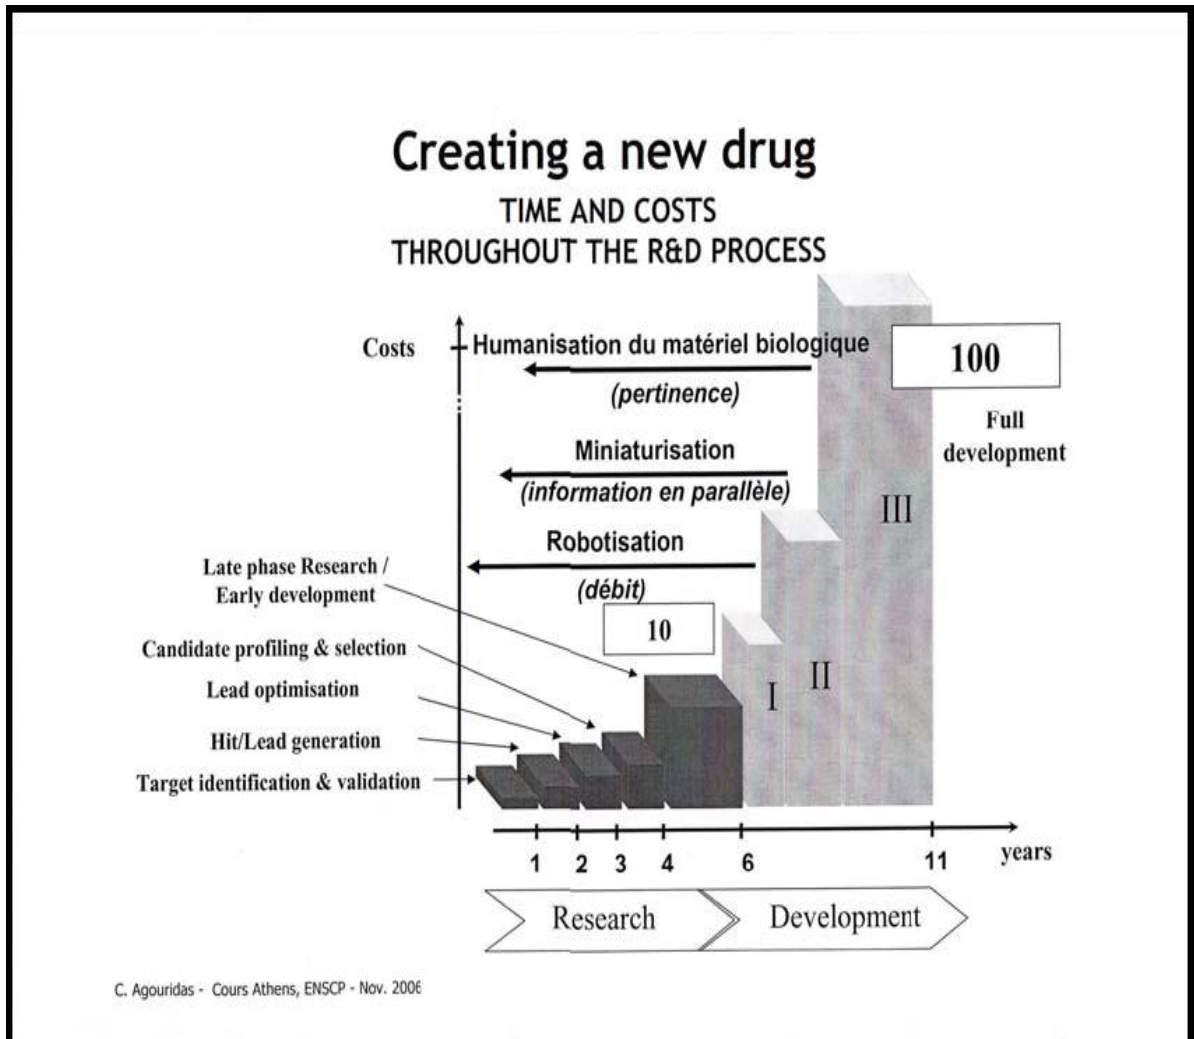 Creating a new drug
TIME AND COSTS
THROUGHOUT THE R&D PROCESS
Costs
Humanisation du matériel biologique
(pertinence)
100
Full
development
Miniaturisation
(information en parallèle)
III
Robotisation
(débit)
Late phase Research /
Early development
10
Candidate profiling & selection
Lead optimisation
I
II
Hit/Lead generation
Target identification & validation
1
2
3
4
6
11
years
Research
Development
C. Agouridas - Cours Athens, ENSCP - Nov. 2006